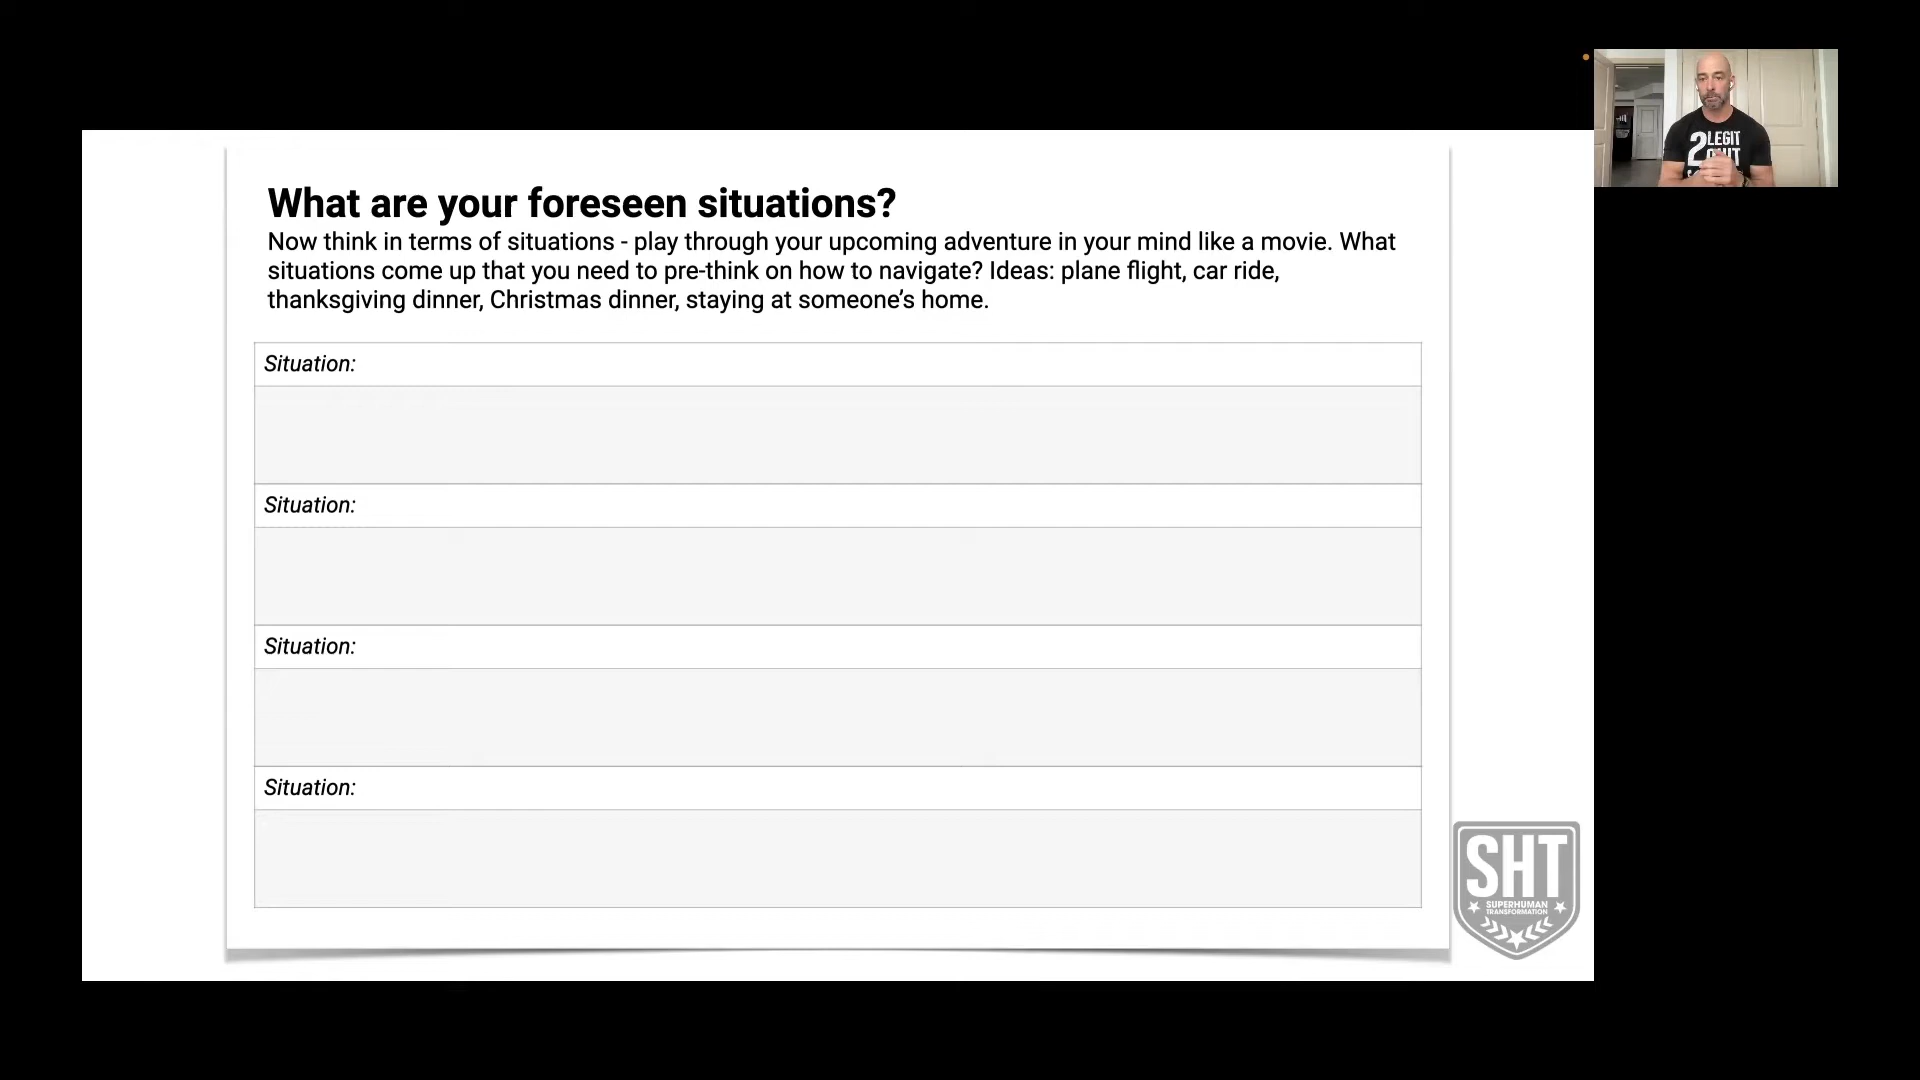 What are your foreseen situations?
Now think in terms of situations - play through your upcoming adventure in your mind like a movie. What
situations come up that you need to pre-think on how to navigate? Ideas: plane flight, car ride,
thanksgiving dinner, Christmas dinner, staying at someone’s home.
Situation:
Situation:
Situation:
Situation:
SHT
SUPERHUMAN
TRANSFORMATION
2 LEGIT